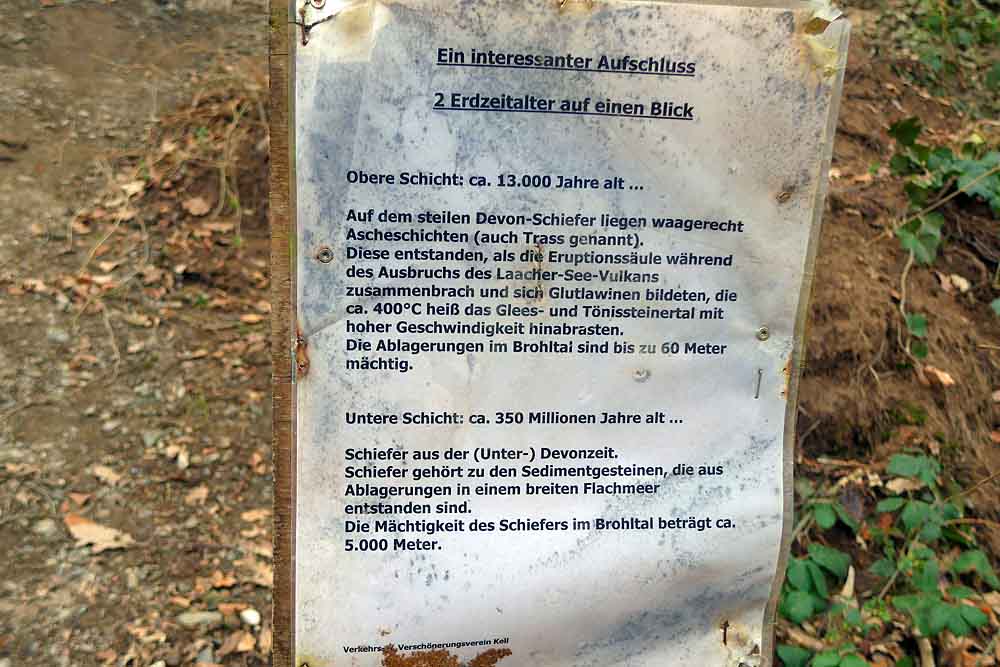 Ein interessanter Aufschluss
2 Erdzeitalter auf einen Blick
Obere Schicht: ca. 13.000 Jahre alt ...
Auf dem steilen Devon-Schiefer liegen waagerecht
Ascheschichten (auch Trass genannt).
Diese entstanden, als die Eruptionssäule während
des Ausbruchs des Laacher-See-Vulkans
zusammenbrach und sich Glutlawinen bildeten, die
ca. 400°C heiß das Glees- und Tönissteinertal mit
hoher Geschwindigkeit hinabrasten.
Die Ablagerungen im Brohltal sind bis zu 60 Meter
mächtig.
Untere Schicht: ca. 350 Millionen Jahre alt ...
Schiefer aus der (Unter-) Devonzeit.
Schiefer gehört zu den Sedimentgesteinen, die aus
Ablagerungen in einem breiten Flachmeer
entstanden sind.
Die Mächtigkeit des Schiefers im Brohltal beträgt ca.
5.000 Meter.
Verkehrs- Verschönerungsverein Kell